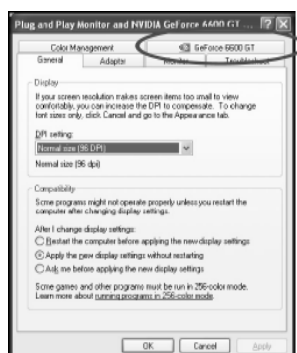 Plug and Play Monitor and NVIDIA GeForce 6600 GT ...
Color Management
GeForce 6600 GT
General
Adapter
Monitor
Troubleshoot
Display
If your screen resolution makes screen items too small to view
comfortably, you can increase the DPI to compensate. To change
font sizes only, click Cancel and go to the Appearance tab.
DPI setting:
Normal size (96 DPI)
Normal size (96 dpi)
Compatibility
Some programs might not operate properly unless you restart the
computer after changing display settings.
After I change display settings:
Restart the computer before applying the new display settings
Apply the new display settings without restarting
Ask me before applying the new display settings
Some games and other programs must be run in 256-color mode.
Learn more about running programs in 256-color mode.
OK
Cancel
Apply